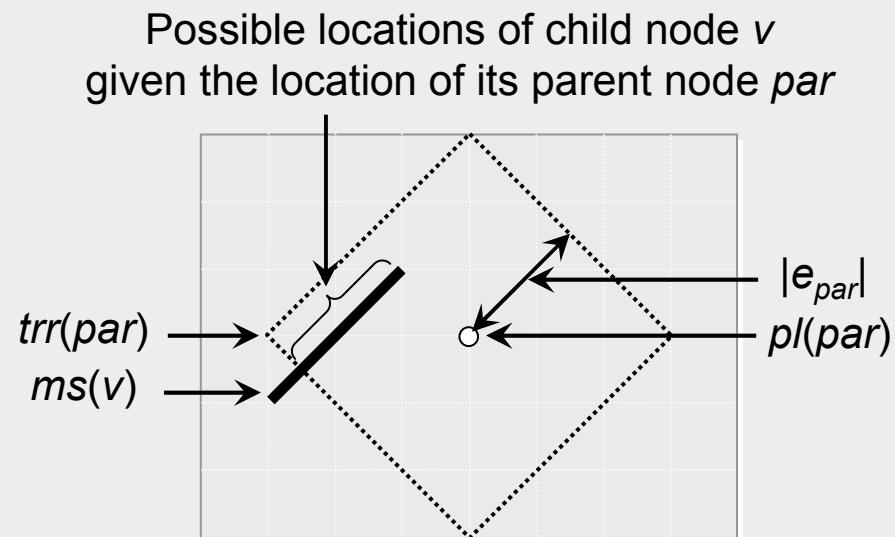 Possible locations of child node v
given the location of its parent node par
|e_par|
trr(par)
pl(par)
ms(v)